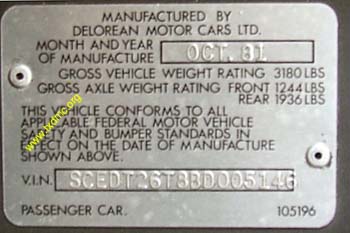 MANUFACTURED BY
DELOREAN MOTOR CARS LTD.
MONTH AND YEAR
OF MANUFACTURE OCT. 81
GROSS VEHICLE WEIGHT RATING 3180 LBS
GROSS AXLE WEIGHT RATING FRONT 1244 LBS
REAR 1936 LBS
THIS VEHICLE CONFORMS TO ALL
APPLICABLE FEDERAL MOTOR VEHICLE
SAFETY AND BUMPER STANDARDS IN
EFFECT ON THE DATE OF MANUFACTURE
SHOWN ABOVE.
V.I.N. SCEDT26T8BD005146
PASSENGER CAR. 105196